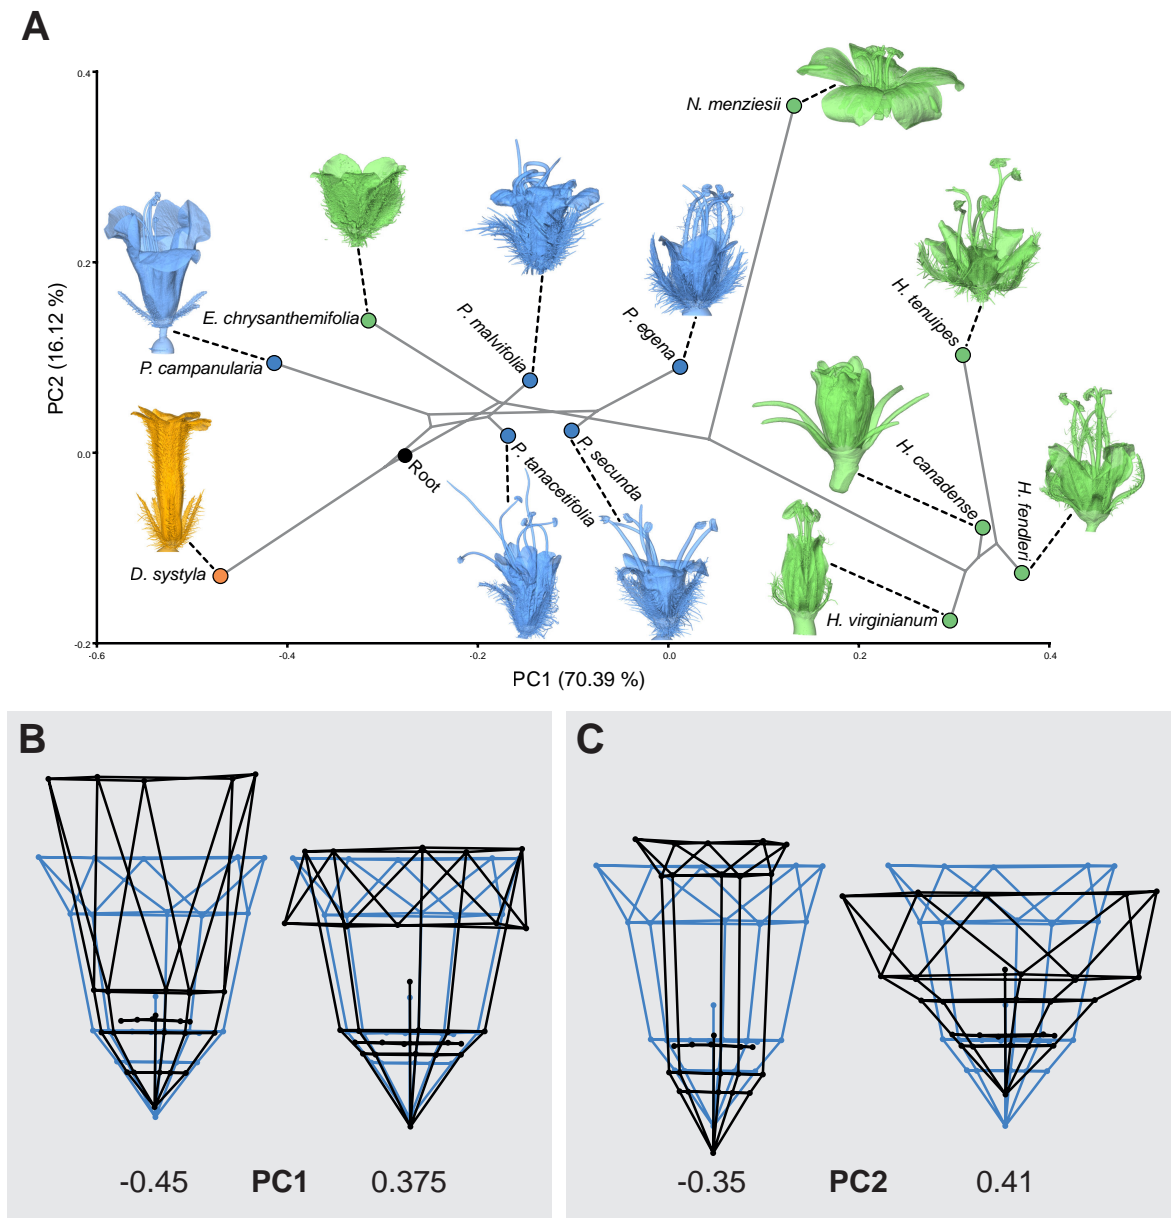 A
0.4
N. menziesii
0.2
E. chrysanthemifolia
P. malvifolia
P. egena
H. tenuipes
P. campanularia
PC2 (16.12 %)
0.0
Root
P. tanacetifolia
P. secunda
H. canadense
H. fendleri
D. systyla
H. virginianum
-0.2
-0.6
-0.4
-0.2
0.0
0.2
0.4
PC1 (70.39 %)
B
-0.45
PC1
0.375
C
-0.35
PC2
0.41